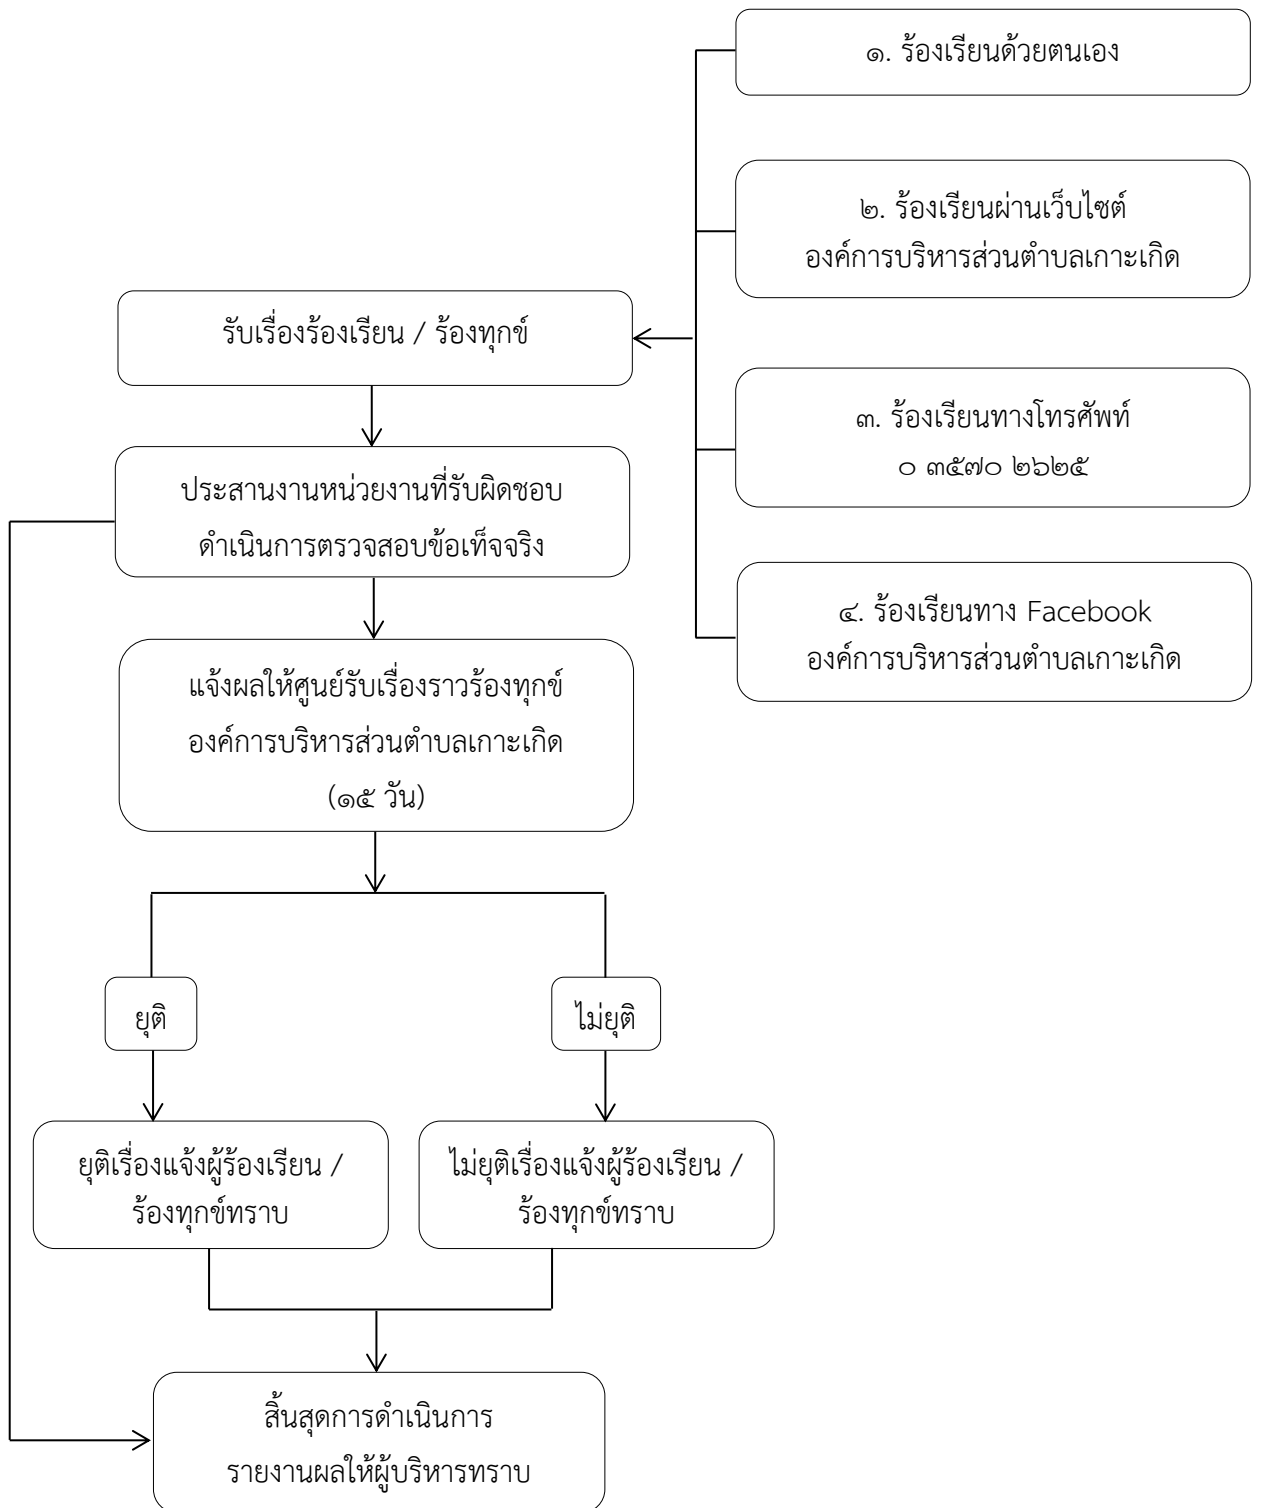 ๑. ร้องเรียนด้วยตนเอง
๒. ร้องเรียนผ่านเว็บไซต์
องค์การบริหารส่วนตำบลเกาะเกิด
รับเรื่องร้องเรียน / ร้องทุกข์
๓. ร้องเรียนทางโทรศัพท์
๐ ๓๕๗๐ ๒๖๒๕
ประสานงานหน่วยงานที่รับผิดชอบ
ดำเนินการตรวจสอบข้อเท็จจริง
๔. ร้องเรียนทาง Facebook
องค์การบริหารส่วนตำบลเกาะเกิด
แจ้งผลให้ศูนย์รับเรื่องราวร้องทุกข์
องค์การบริหารส่วนตำบลเกาะเกิด
(๑๕ วัน)
ยุติ
ไม่ยุติ
ยุติเรื่องแจ้งผู้ร้องเรียน /
ร้องทุกข์ทราบ
ไม่ยุติเรื่องแจ้งผู้ร้องเรียน /
ร้องทุกข์ทราบ
สิ้นสุดการดำเนินการ
รายงานผลให้ผู้บริหารทราบ